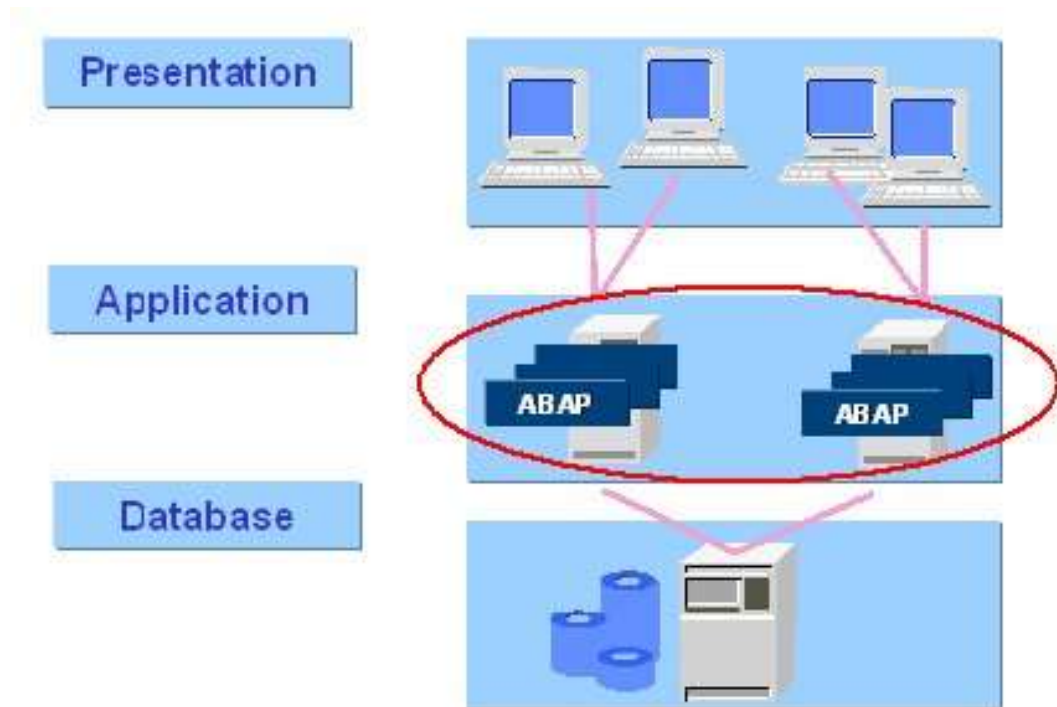 Presentation
Application
ABAP
ABAP
Database